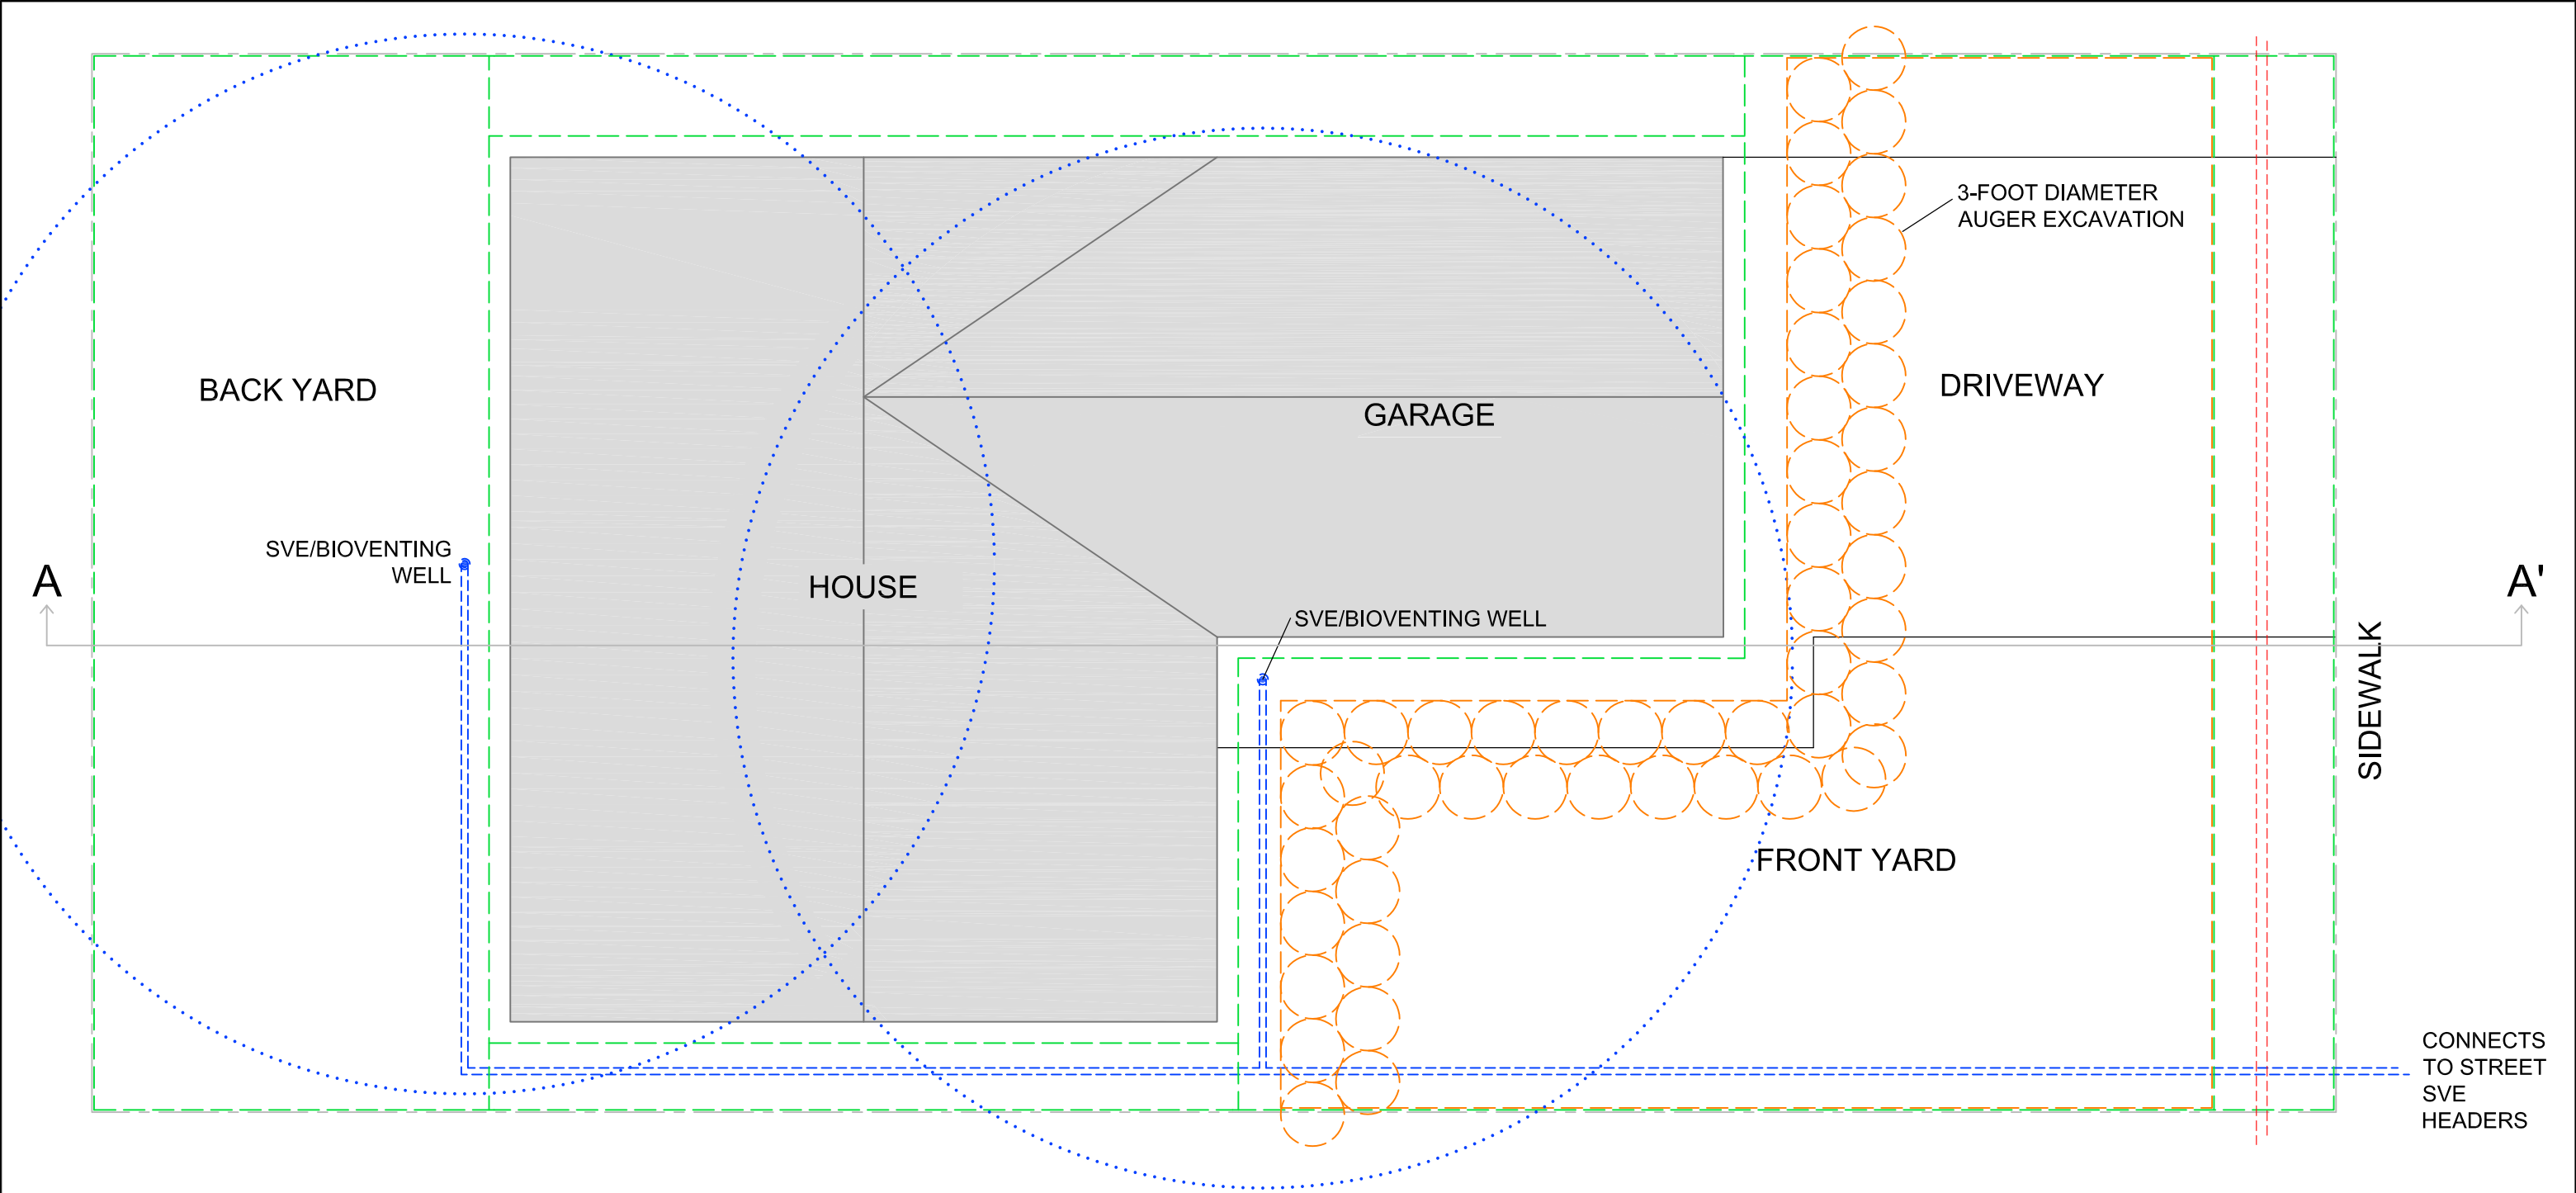 3-FOOT DIAMETER
AUGER EXCAVATION
BACK YARD
DRIVEWAY
GARAGE
SVE/BIOVENTING
WELL
A
HOUSE
A'
SVE/BIOVENTING WELL
SIDEWALK
FRONT YARD
CONNECTS
TO STREET
SVE
HEADERS